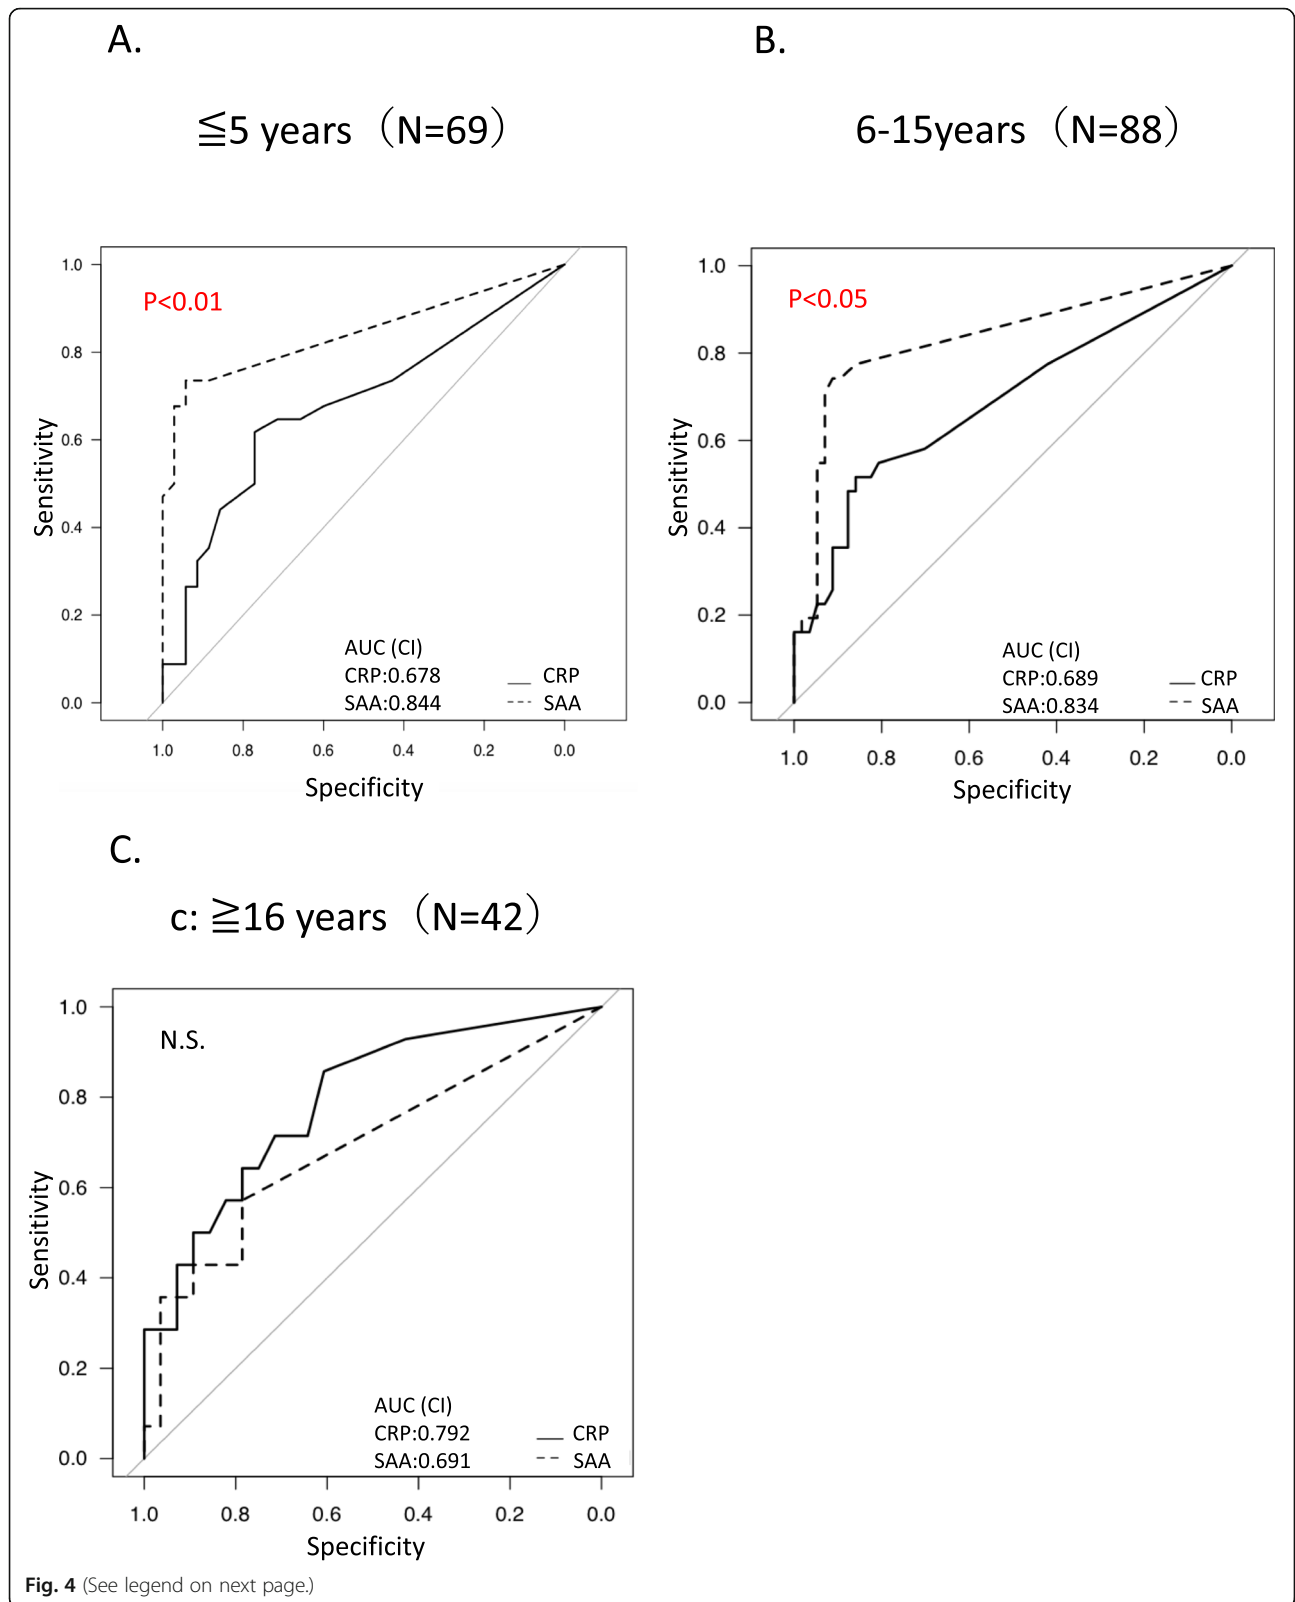 A.
≦5 years（N=69）
P<0.01
1.0
0.8
0.6
0.4
0.2
0.0
Sensitivity
AUC (CI)
CRP:0.678
SAA:0.844
CRP
SAA
1.0 0.8 0.6 0.4 0.2 0.0
Specificity
B.
6-15years（N=88）
P<0.05
1.0
0.8
0.6
0.4
0.2
0.0
Sensitivity
AUC (CI)
CRP:0.689
SAA:0.834
CRP
SAA
1.0 0.8 0.6 0.4 0.2 0.0
Specificity
C.
c: ≧16 years（N=42）
N.S.
1.0
0.8
0.6
0.4
0.2
0.0
Sensitivity
AUC (CI)
CRP:0.792
SAA:0.691
CRP
SAA
1.0 0.8 0.6 0.4 0.2 0.0
Specificity
Fig. 4 (See legend on next page.)